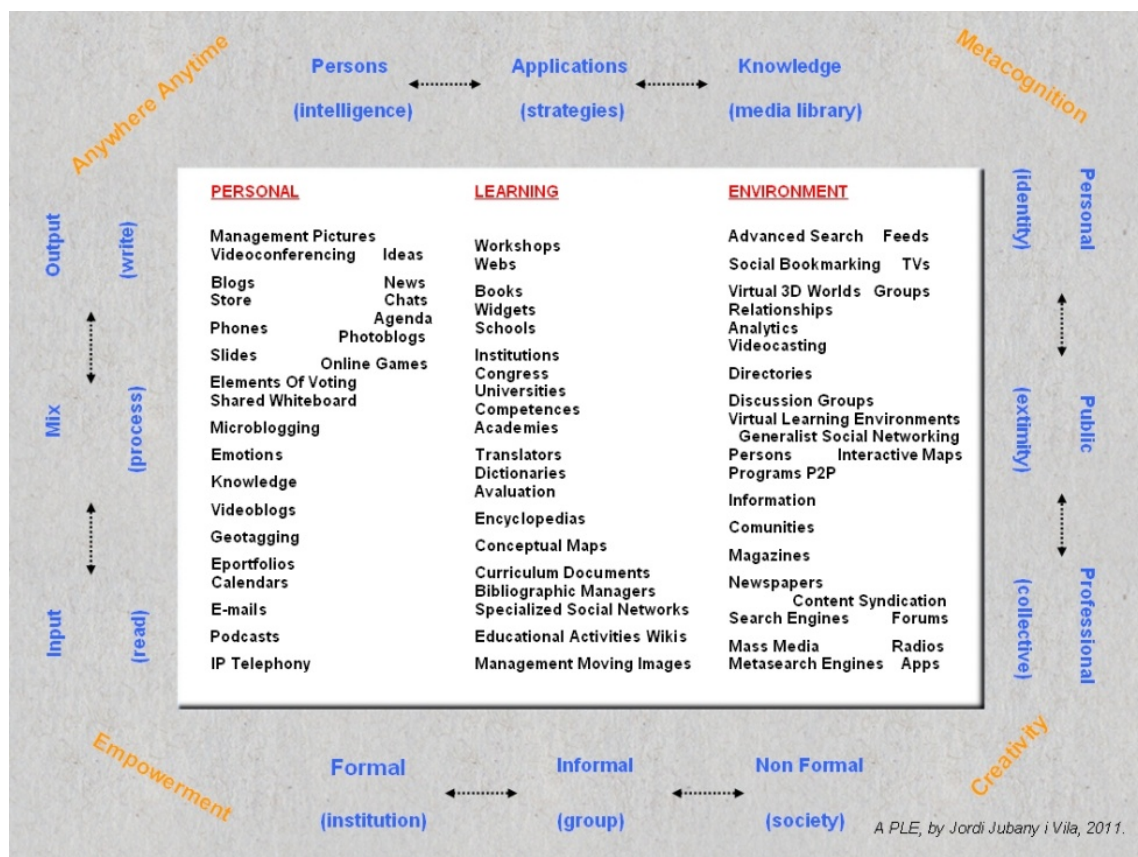 Anywhere Anytime
Persons
(intelligence)
Applications
(strategies)
Knowledge
(media library)
Metacognition
Output
(write)
Mix
(process)
Input
(read)
PERSONAL
Management Pictures
Videoconferencing Ideas
Blogs News
Store Chats
Agenda
Phones
Photoblogs
Slides
Online Games
Elements Of Voting
Shared Whiteboard
Microblogging
Emotions
Knowledge
Videoblogs
Geotagging
Eportfolios
Calendars
E-mails
Podcasts
IP Telephony
LEARNING
Workshops
Webs
Books
Widgets
Schools
Institutions
Congress
Universities
Competences
Academies
Translators
Dictionaries
Avaluation
Encyclopedias
Conceptual Maps
Curriculum Documents
Bibliographic Managers
Specialized Social Networks
Educational Activities Wikis
Management Moving Images
ENVIRONMENT
Advanced Search Feeds
Social Bookmarking TVs
Virtual 3D Worlds Groups
Relationships
Analytics
Videocasting
Directories
Discussion Groups
Virtual Learning Environments
Generalist Social Networking
Persons Interactive Maps
Programs P2P
Information
Comunities
Magazines
Newspapers
Content Syndication
Search Engines Forums
Mass Media Radios
Metasearch Engines Apps
Personal
(identity)
Public
(extimity)
Professional
(collective)
Empowerment
Formal
(institution)
Informal
(group)
Non Formal
(society)
Creativity
A PLE, by Jordi Jubany i Vila, 2011.